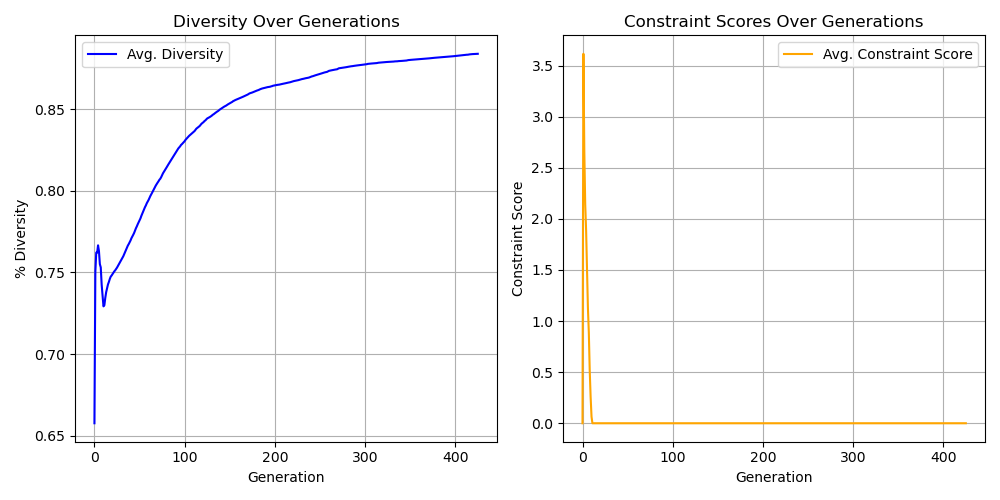 Diversity Over Generations
Avg. Diversity
% Diversity
0.85
0.80
0.75
0.70
0.65
0 100 200 300 400
Generation
Constraint Scores Over Generations
Avg. Constraint Score
Constraint Score
3.5
3.0
2.5
2.0
1.5
1.0
0.5
0.0
0 100 200 300 400
Generation